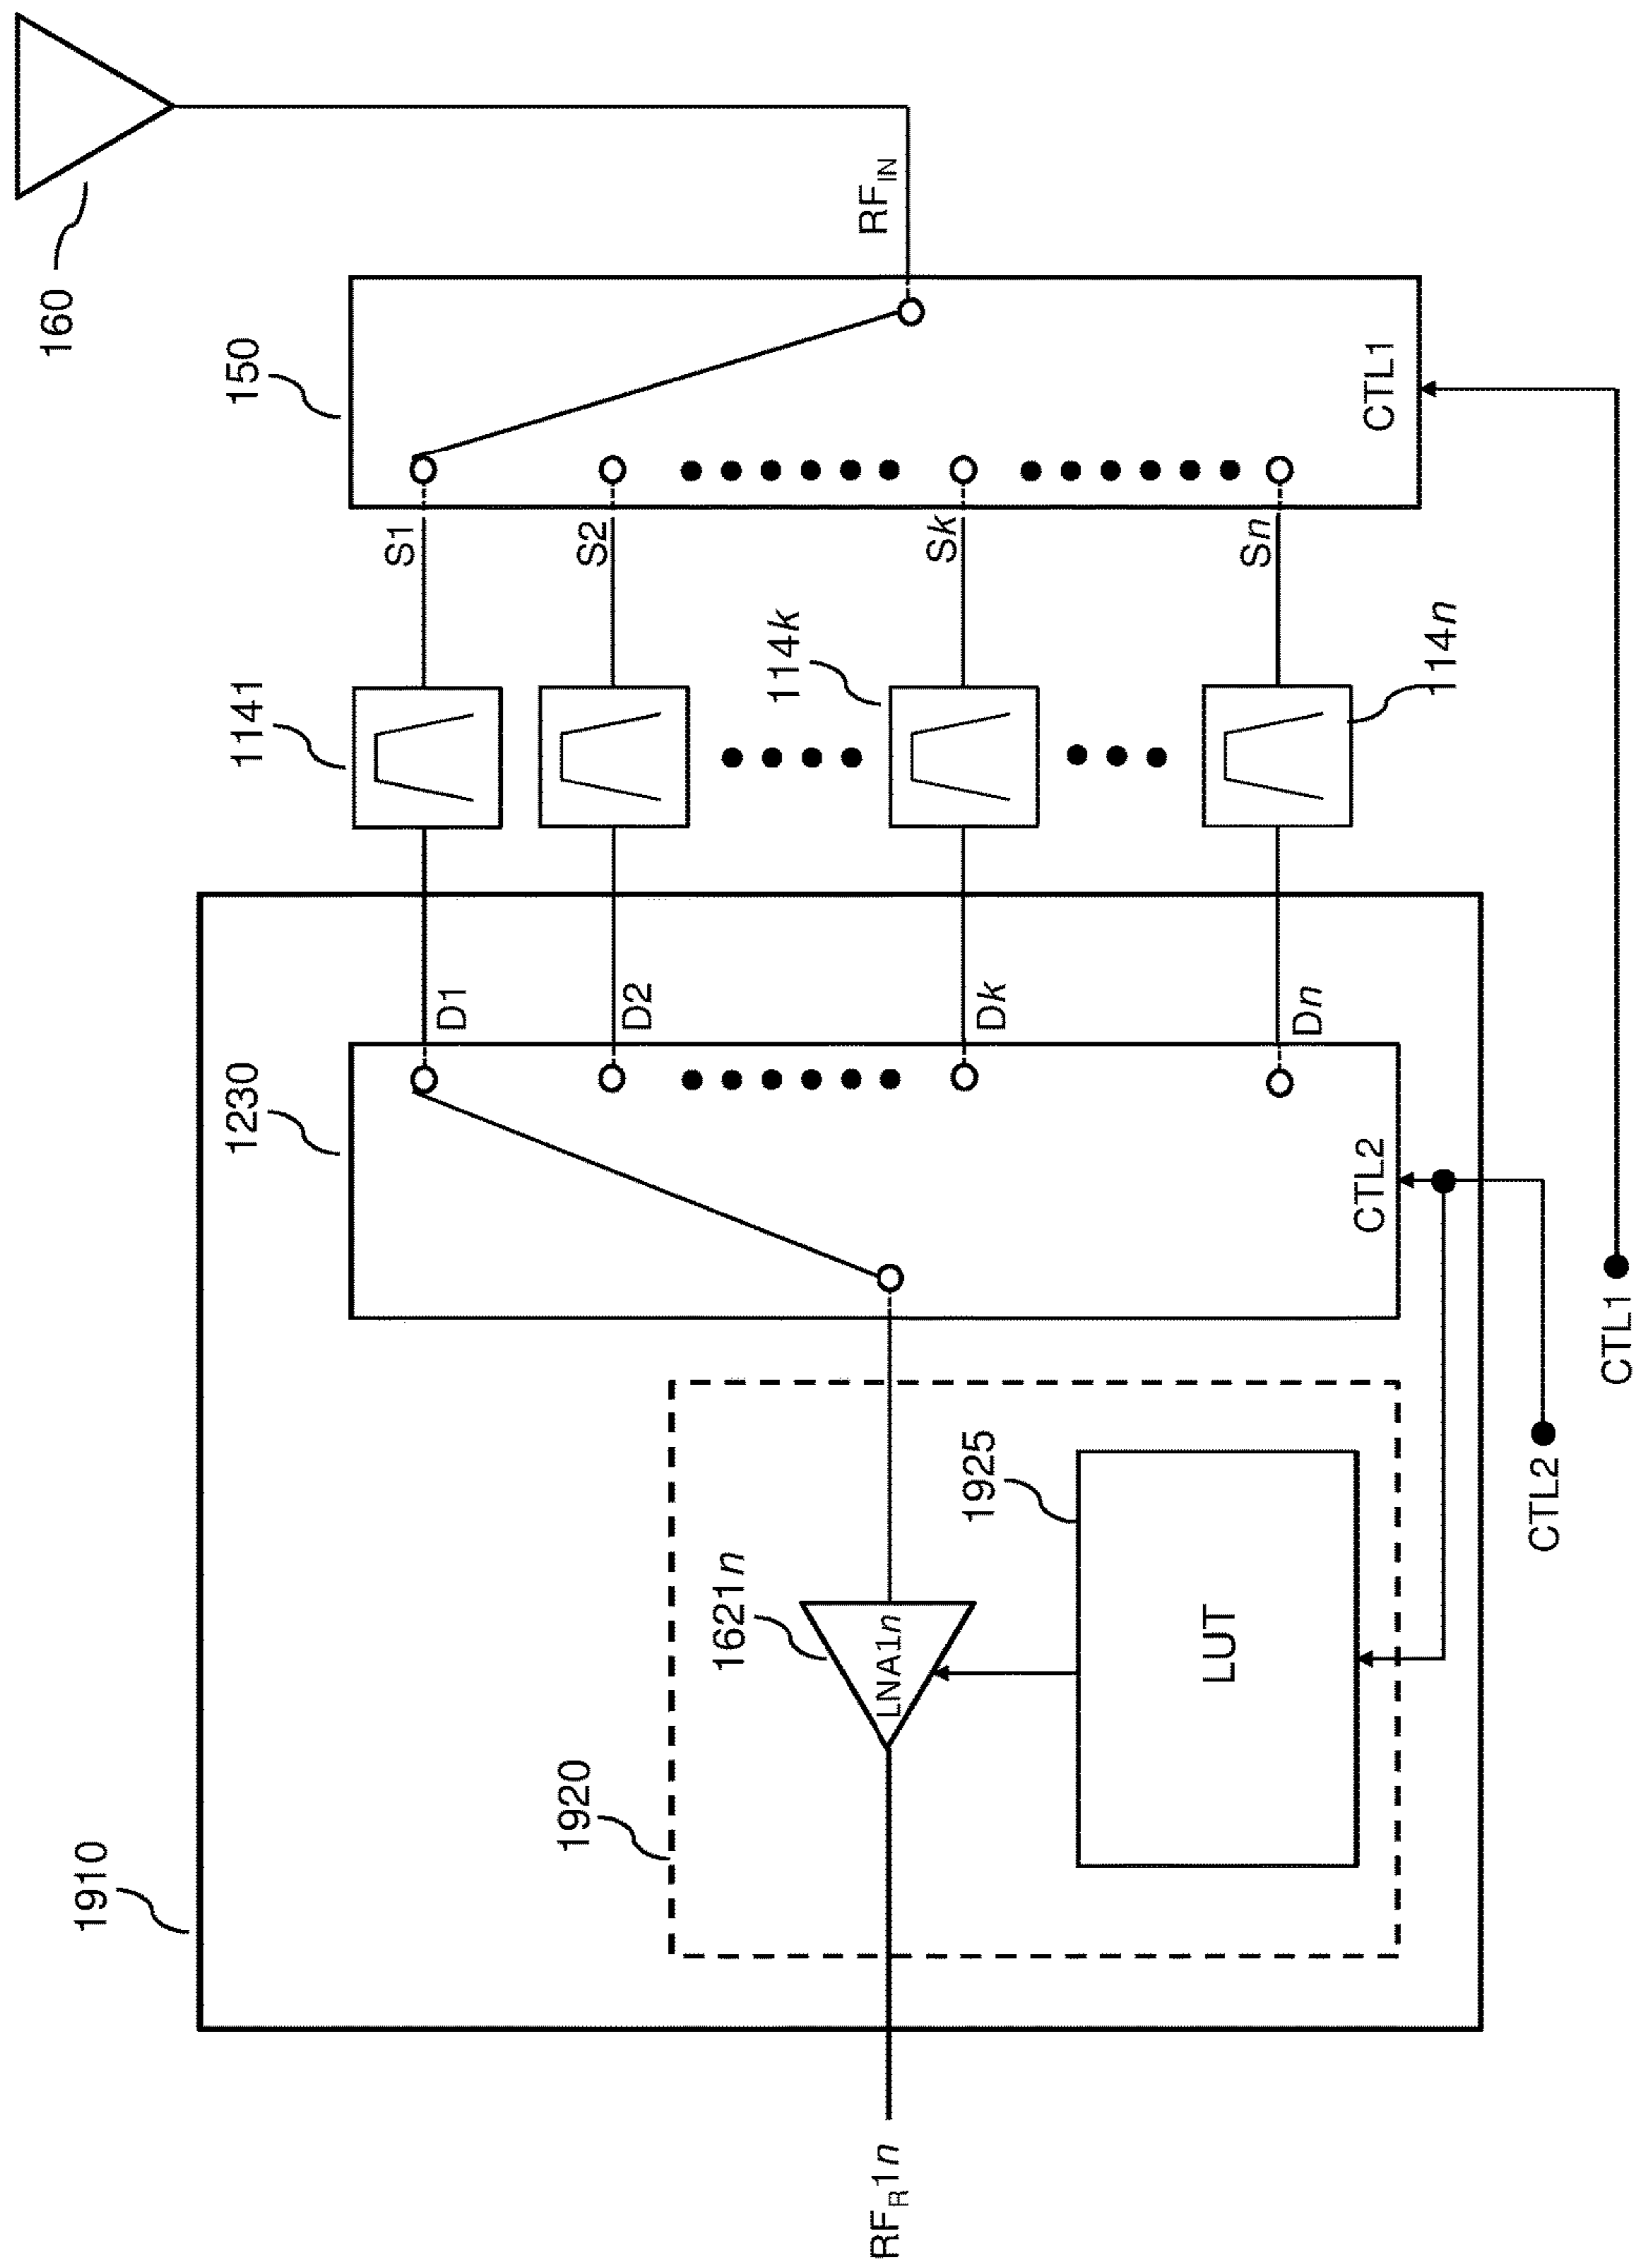 160
RF_IN
150
CTL1
S1
S2
Sk
Sn
1141
114k
114n
D1
D2
Dk
Dn
1230
CTL2
CTL1
CTL2
1925
LUT
1621n
LNA1n
1920
1910
RF_R1n